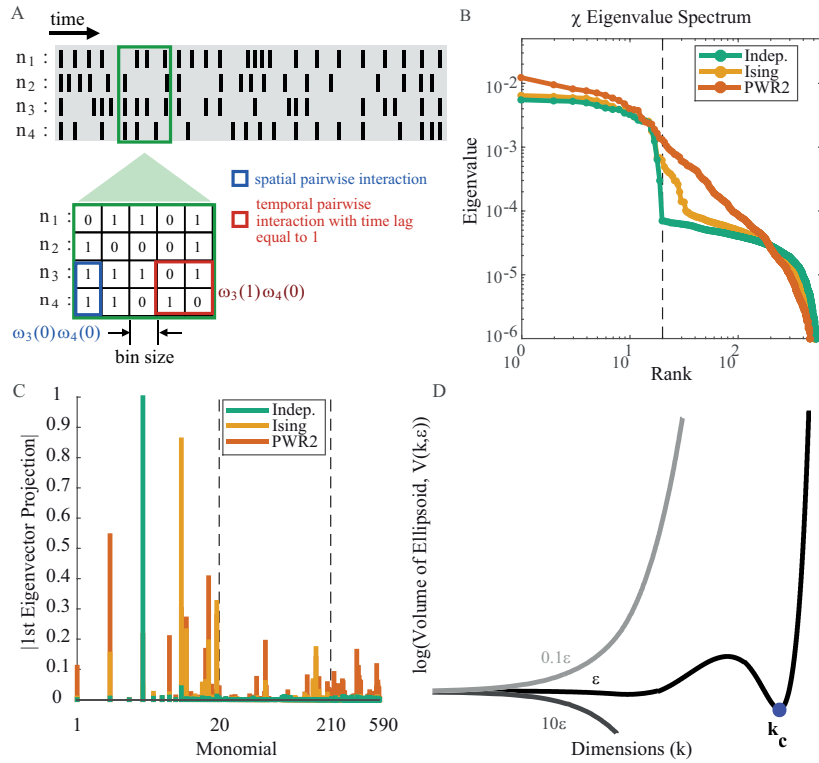 A
time
n1 :
n2 :
n3 :
n4 :
spatial pairwise interaction
temporal pairwise
interaction with time lag
equal to 1
n1 : 0 1 1 0 1
n2 : 1 0 0 0 1
n3 : 1 1 1 0 1
n4 : 1 1 0 1 0
ω3(1)ω4(0)
ω3(0)ω4(0)
bin size
B
χ Eigenvalue Spectrum
Indep.
Ising
PWR2
Eigenvalue
10^-2
10^-3
10^-4
10^-5
10^-6
10^0 10^1 10^2
Rank
C
Indep.
Ising
PWR2
|1st Eigenvector Projection|
1
0.9
0.8
0.7
0.6
0.5
0.4
0.3
0.2
0.1
0
1 20 210 590
Monomial
D
log(Volume of Ellipsoid, V(k,ε))
0.1ε
ε
10ε
kc
Dimensions (k)